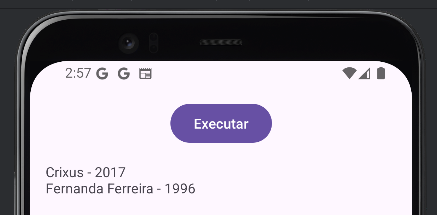 2:57 G G
Executar
Crixus - 2017
Fernanda Ferreira - 1996